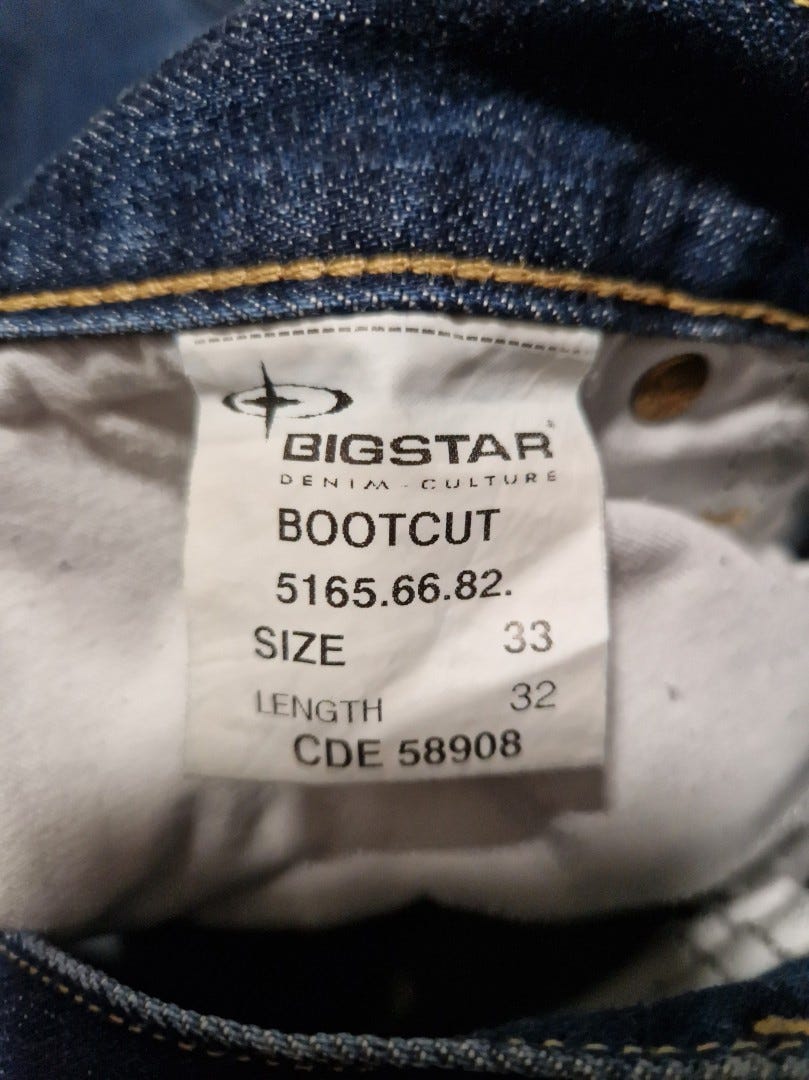 BIGSTAR
DENIM - CULTURE
BOOTCUT
5165.66.82.
SIZE 33
LENGTH 32
CDE 58908